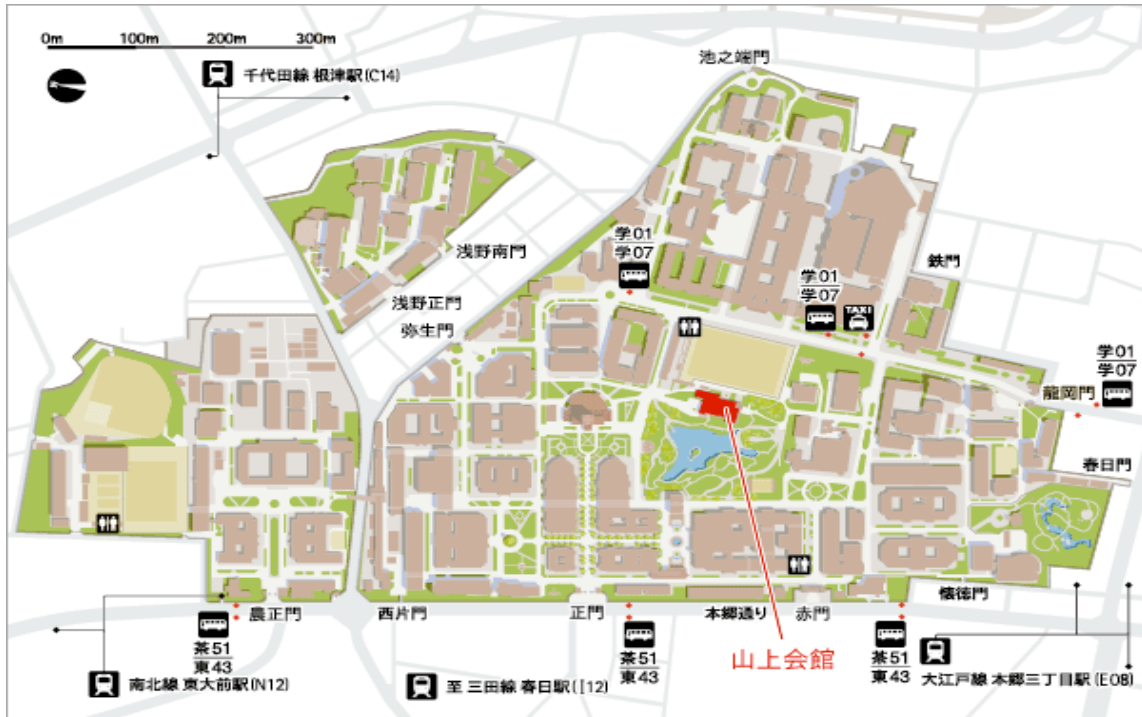 0m 100m 200m 300m
千代田線 根津駅(C14)
池之端門
学01
学07
浅野南門
学01
学07
TAXI
鉄門
浅野正門
弥生門
学01
学07
龍岡門
春日門
農正門
西片門
正門
本郷通り
赤門
懐徳門
茶51
東43
茶51
東43
茶51
東43
山上会館
南北線 東大前駅(N12)
至 三田線 春日駅(I12)
大江戸線 本郷三丁目駅(E08)